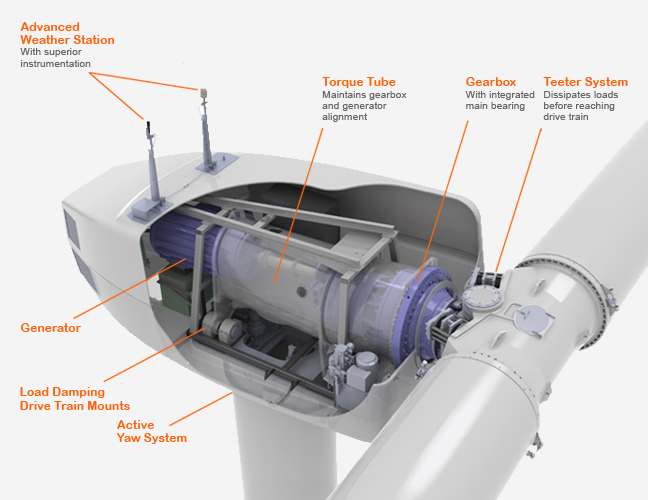 Advanced
Weather Station
With superior
instrumentation
Torque Tube
Maintains gearbox
and generator
alignment
Gearbox
With integrated
main bearing
Teeter System
Dissipates loads
before reaching
drive train
Generator
Load Damping
Drive Train Mounts
Active
Yaw System